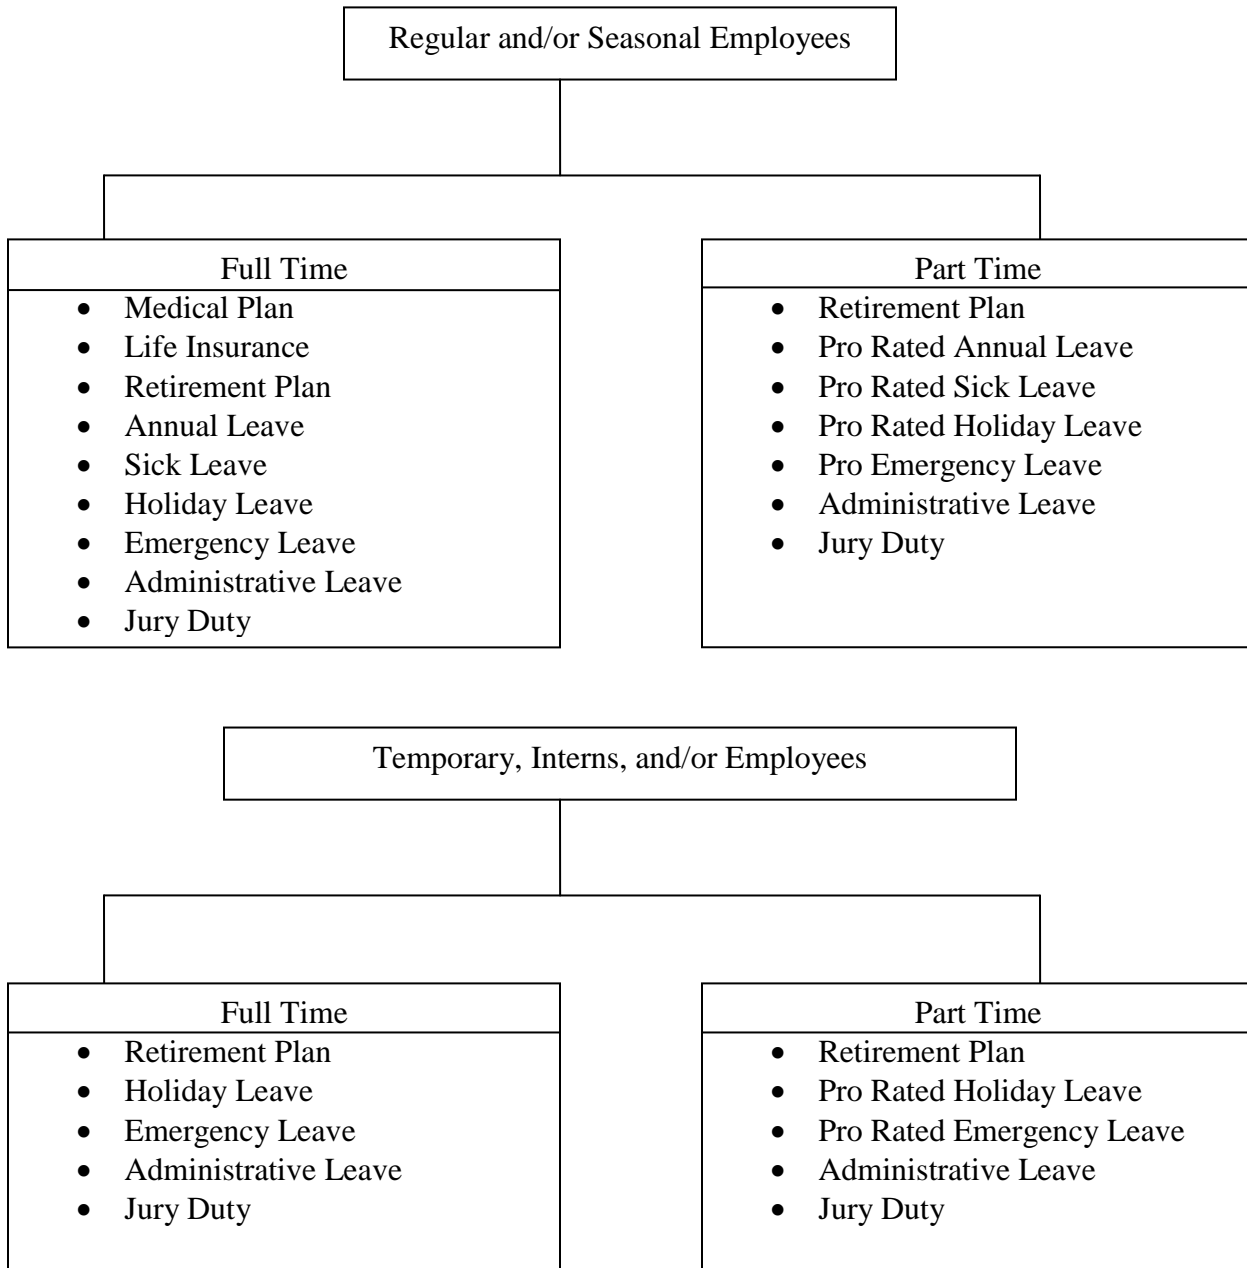 Regular and/or Seasonal Employees
Full Time
• Medical Plan
• Life Insurance
• Retirement Plan
• Annual Leave
• Sick Leave
• Holiday Leave
• Emergency Leave
• Administrative Leave
• Jury Duty
Part Time
• Retirement Plan
• Pro Rated Annual Leave
• Pro Rated Sick Leave
• Pro Rated Holiday Leave
• Pro Emergency Leave
• Administrative Leave
• Jury Duty
Temporary, Interns, and/or Employees
Full Time
• Retirement Plan
• Holiday Leave
• Emergency Leave
• Administrative Leave
• Jury Duty
Part Time
• Retirement Plan
• Pro Rated Holiday Leave
• Pro Rated Emergency Leave
• Administrative Leave
• Jury Duty